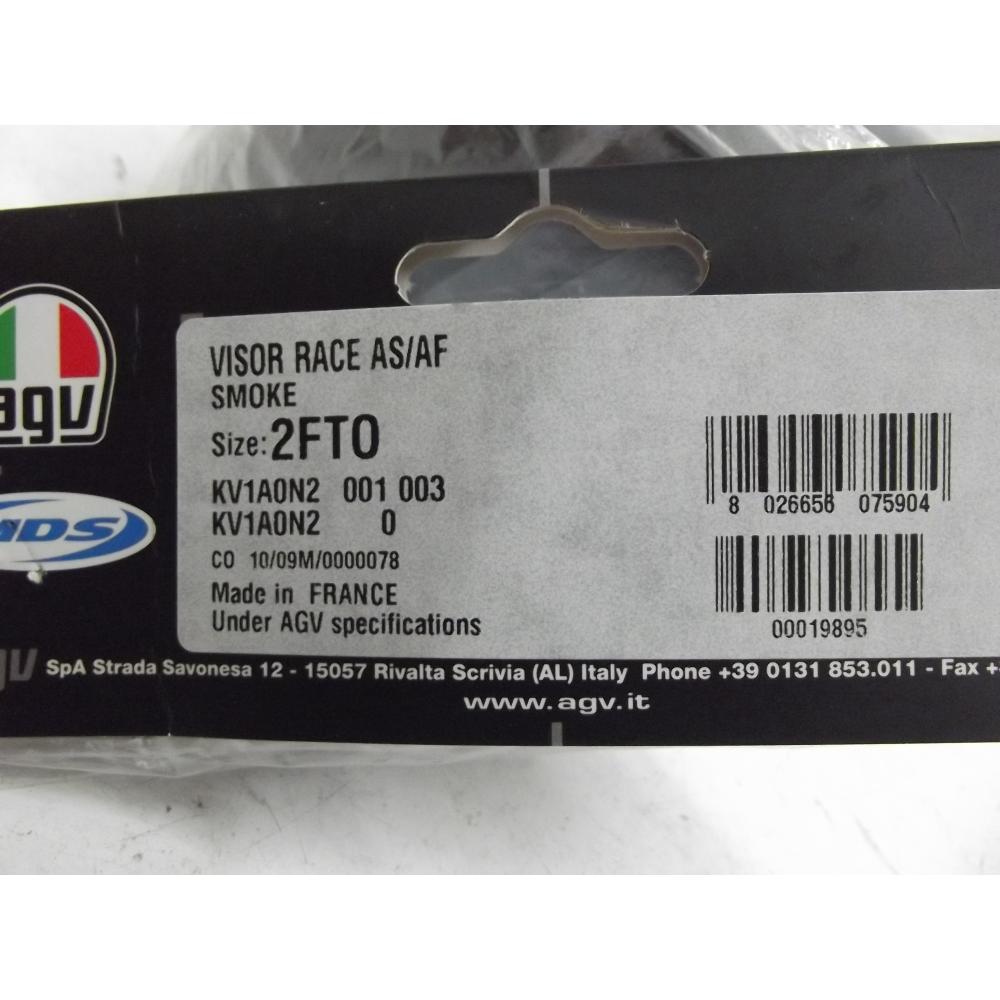 VISOR RACE AS/AF
SMOKE
Size: 2FT0
KV1A0N2 001 003
KV1A0N2 0
CO 10/09M/0000078
Made in FRANCE
Under AGV specifications
8 026656 075904
00019895
agv
SpA Strada Savonesa 12 - 15057 Rivalta Scrivia (AL) Italy Phone +39 0131 853.011 - Fax +
www.agv.it